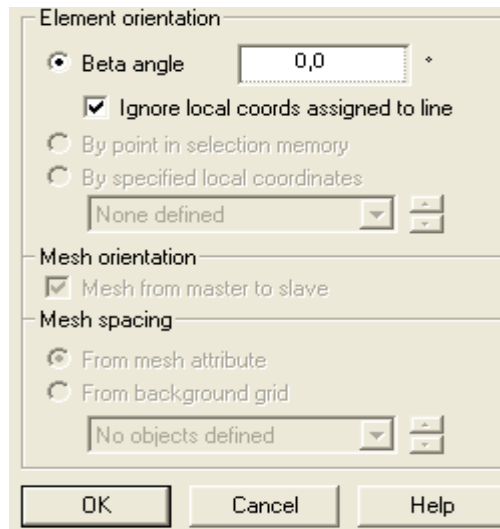 Element orientation
Beta angle 0,0 °
Ignore local coords assigned to line
By point in selection memory
By specified local coordinates
None defined
Mesh orientation
Mesh from master to slave
Mesh spacing
From mesh attribute
From background grid
No objects defined
OK Cancel Help